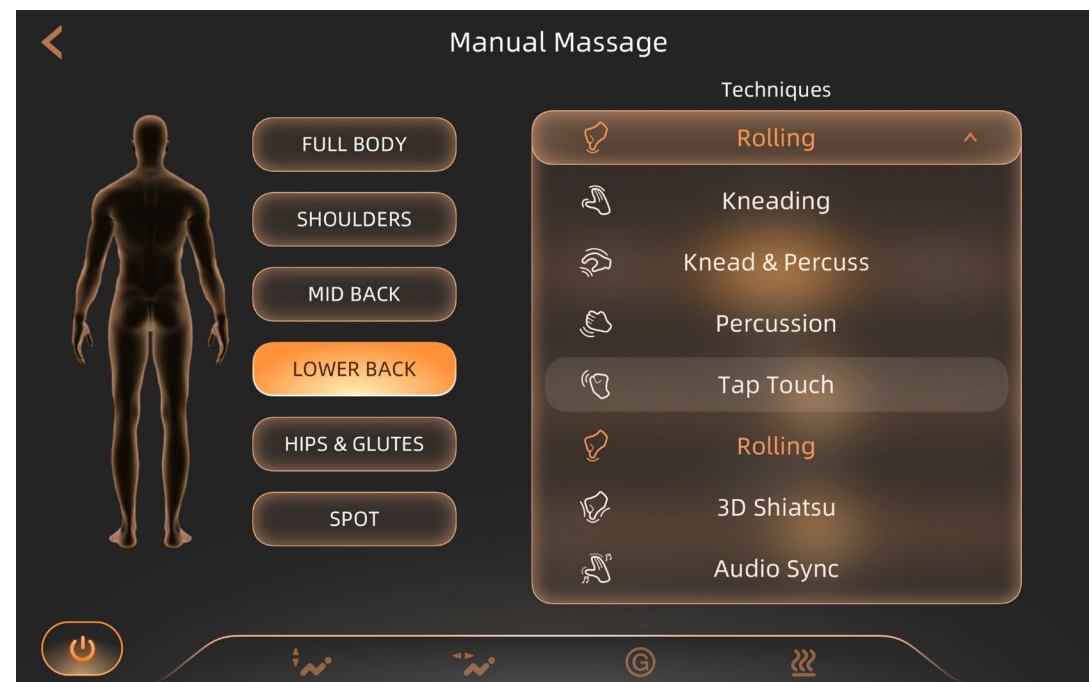 Manual Massage
FULL BODY
SHOULDERS
MID BACK
LOWER BACK
HIPS & GLUTES
SPOT
Techniques
Rolling
Kneading
Knead & Percuss
Percussion
Tap Touch
Rolling
3D Shiatsu
Audio Sync
G